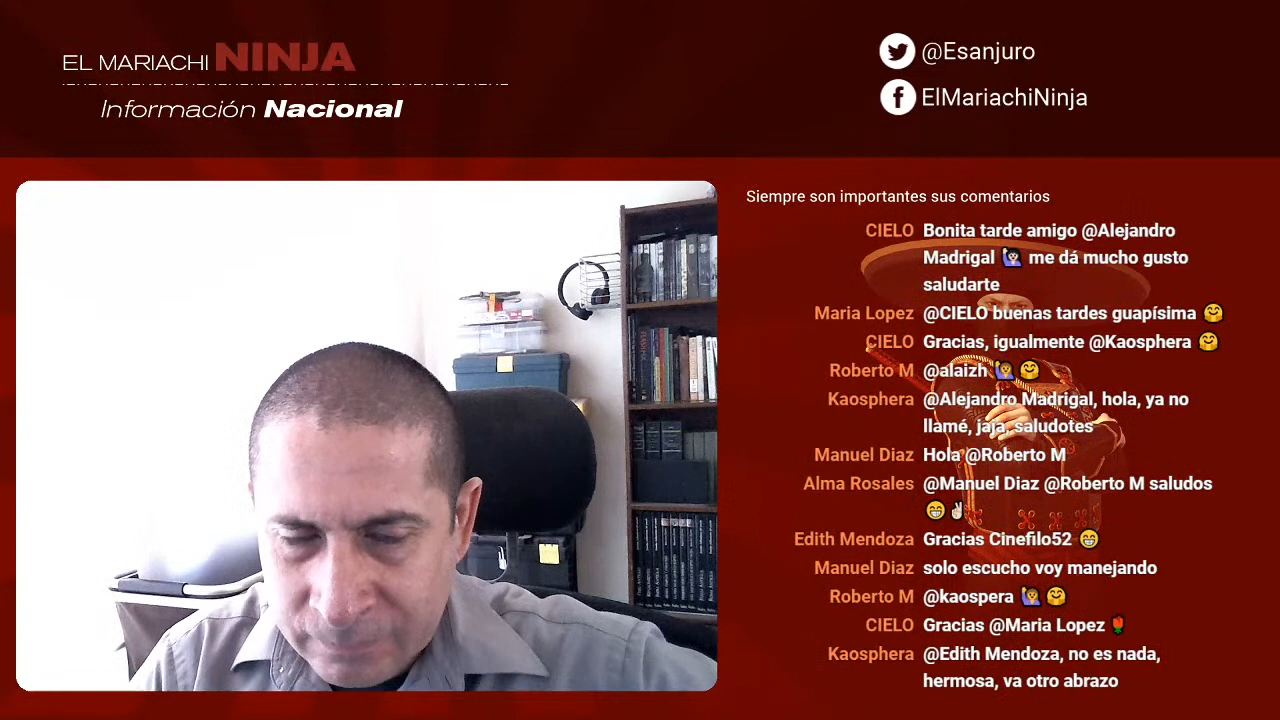 EL MARIACHI NINJA
Información Nacional
@Esanjuro
ElMariachiNinja
Siempre son importantes sus comentarios
CIELO Bonita tarde amigo @Alejandro
Madrigal 🙋🏻 me dá mucho gusto
saludarte
Maria Lopez @CIELO buenas tardes guapísima 🤗
CIELO Gracias, igualmente @Kaosphera 🤗
Roberto M @alaizh 🙋🏽 🤗
Kaosphera @Alejandro Madrigal, hola, ya no
llamé, jaja, saludotes
Manuel Diaz Hola @Roberto M
Alma Rosales @Manuel Diaz @Roberto M saludos
😁✌🏻
Edith Mendoza Gracias Cinefilo52 😁
Manuel Diaz solo escucho voy manejando
Roberto M @kaospera 🙋🏽 🤗
CIELO Gracias @Maria Lopez 🌹
Kaosphera @Edith Mendoza, no es nada,
hermosa, va otro abrazo